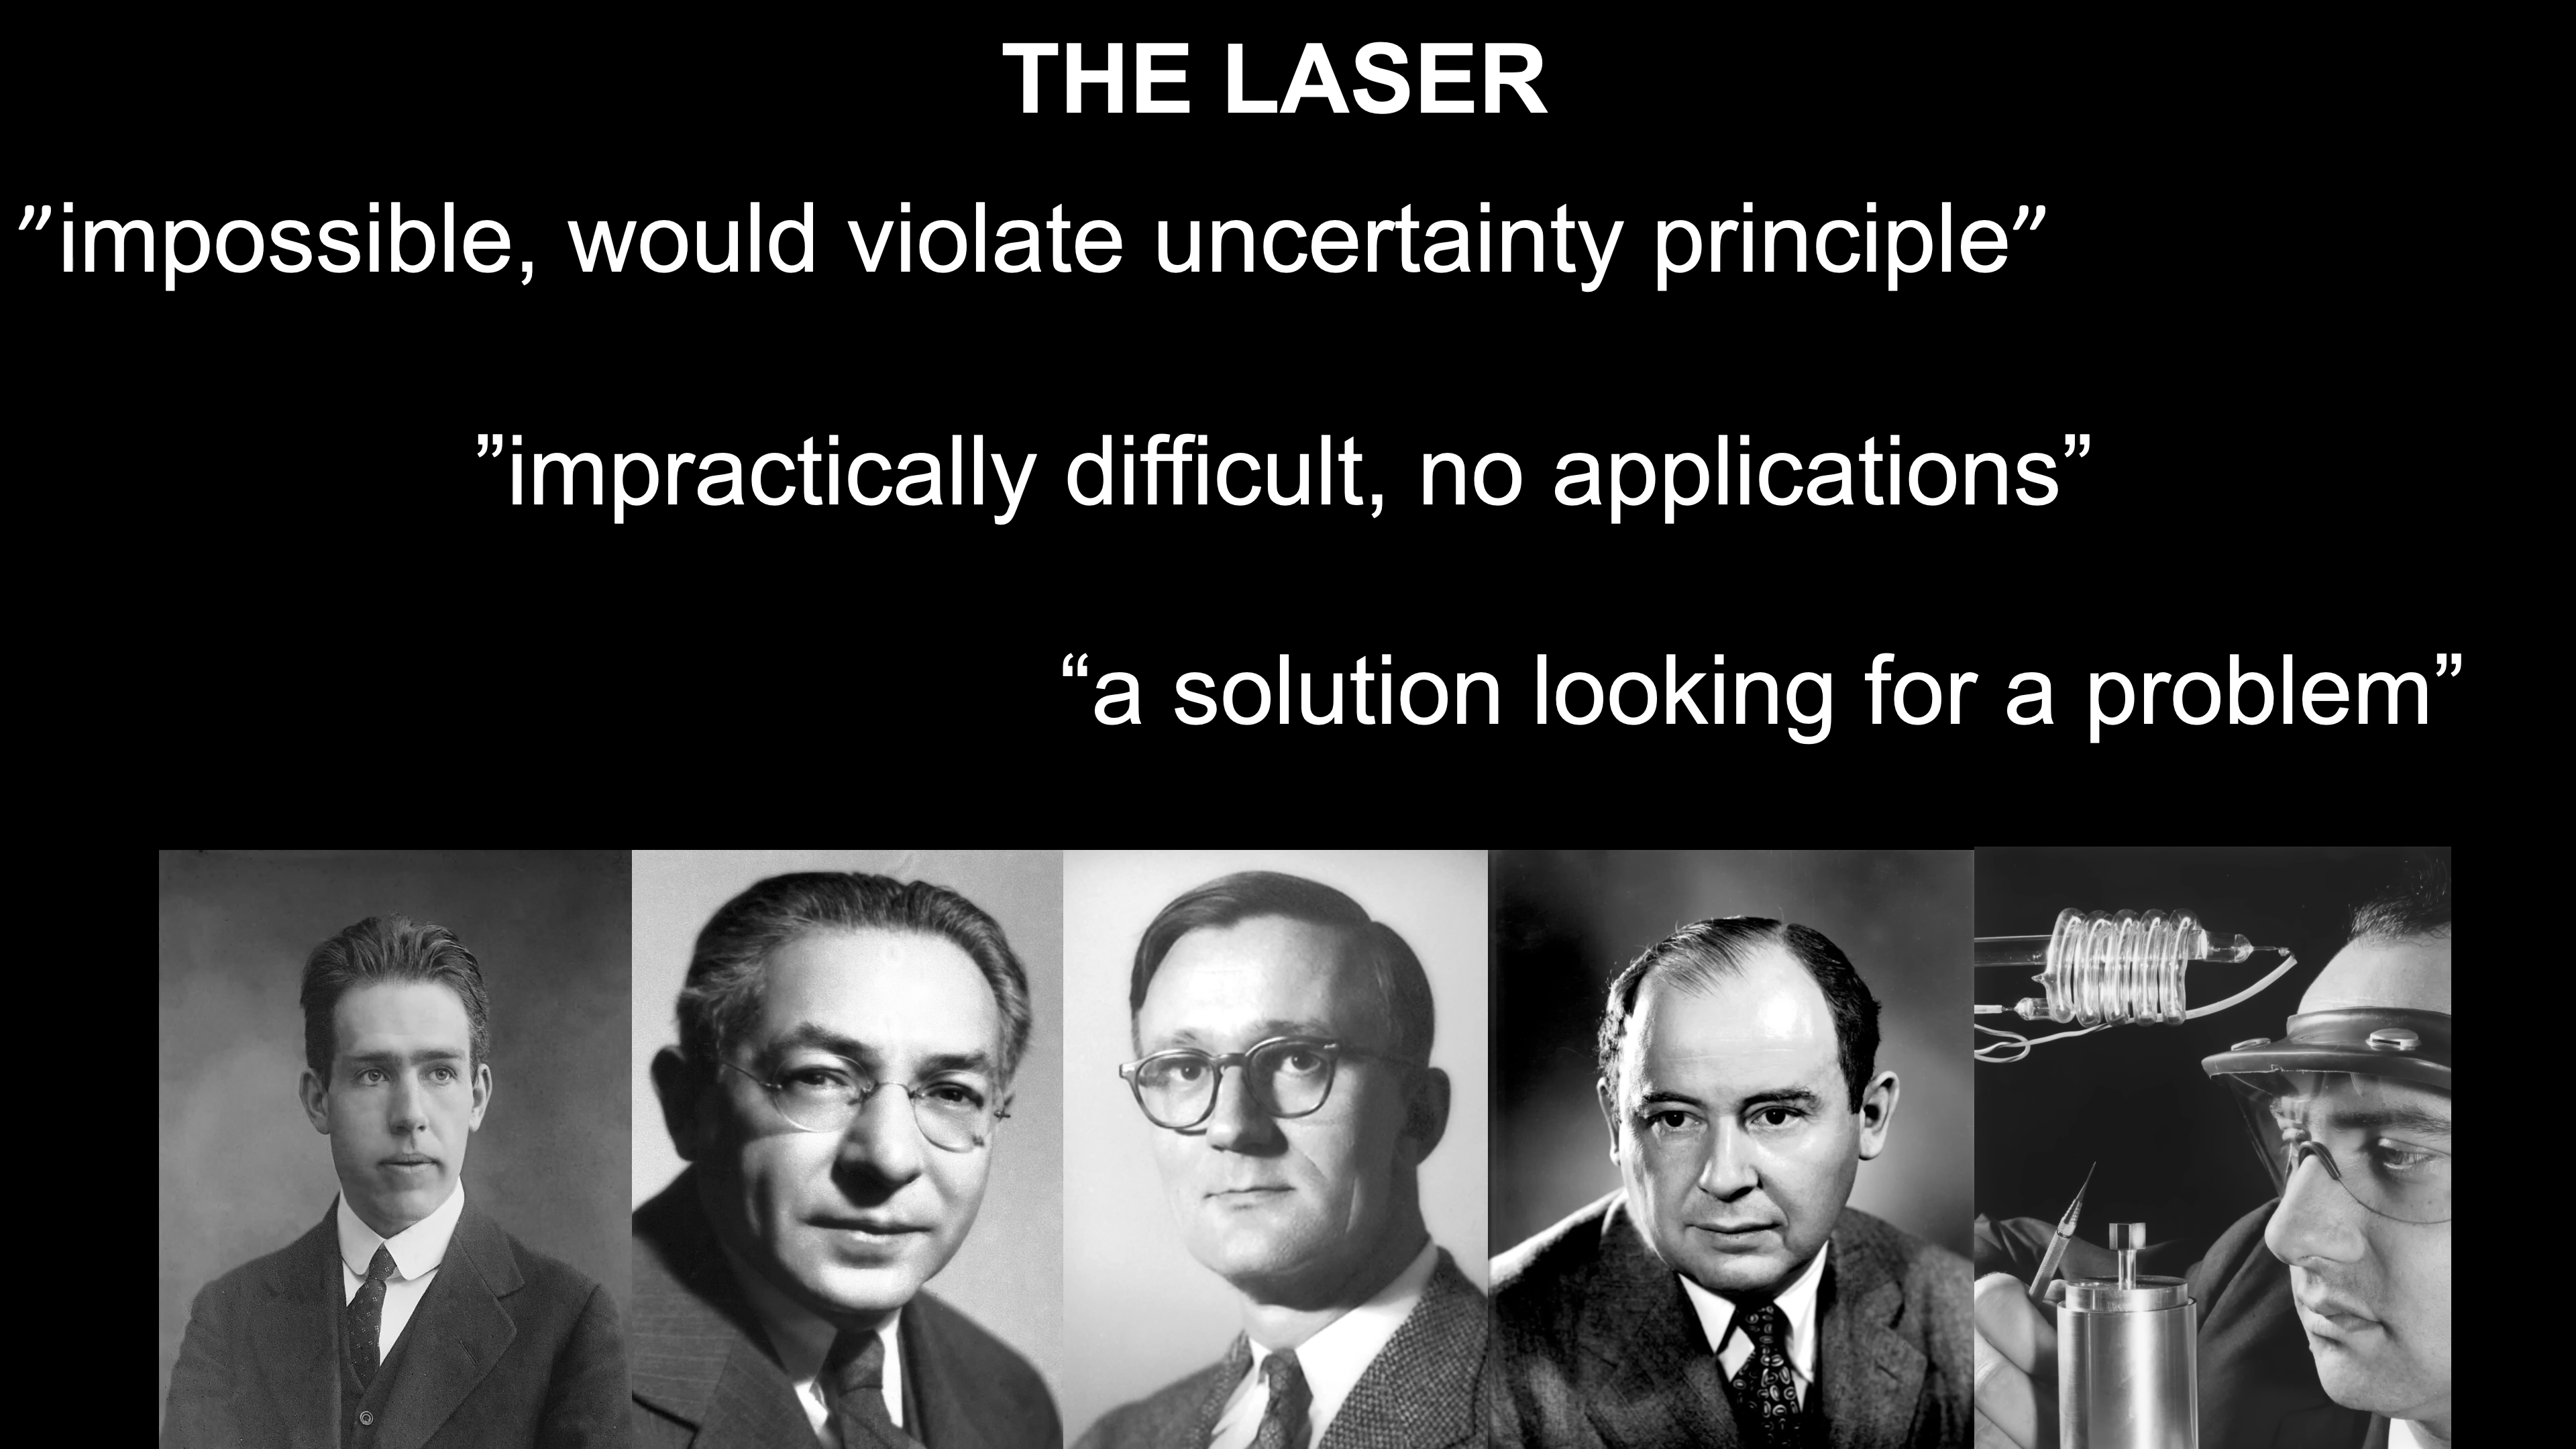 THE LASER
”impossible, would violate uncertainty principle”
”impractically difficult, no applications”
“a solution looking for a problem”